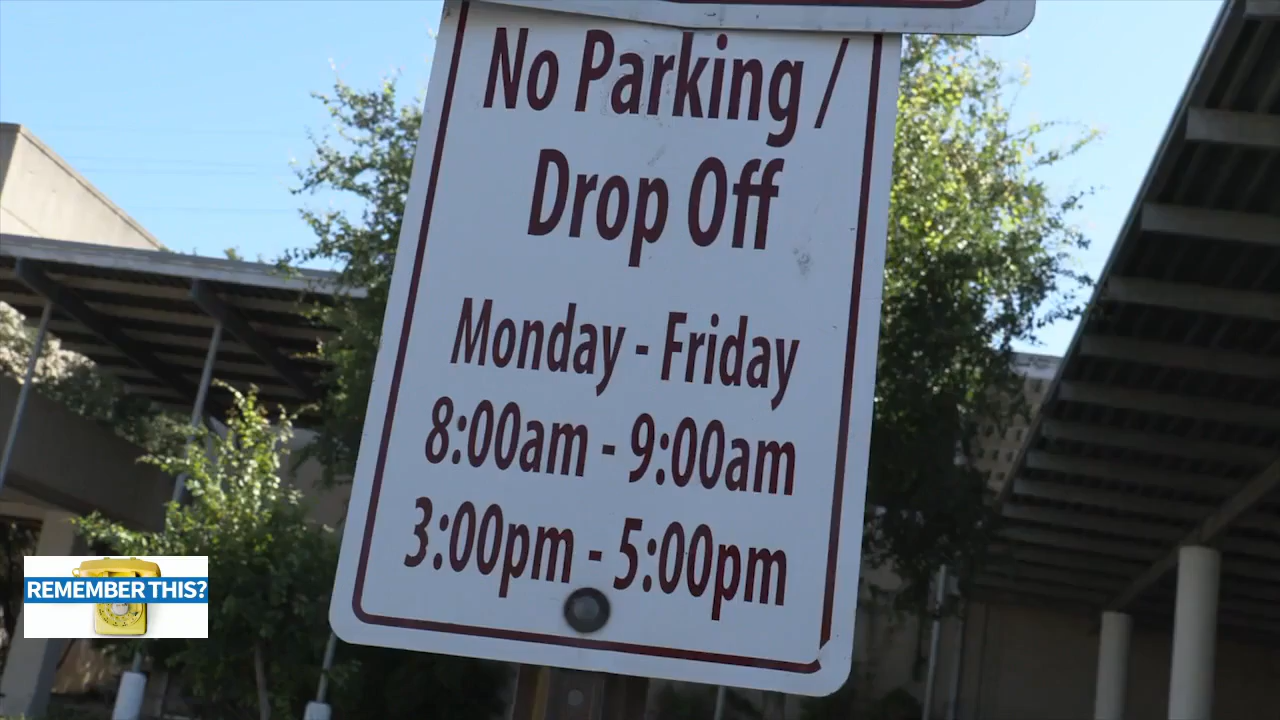 No Parking /
Drop Off
Monday - Friday
8:00am - 9:00am
3:00pm - 5:00pm
REMEMBER THIS?